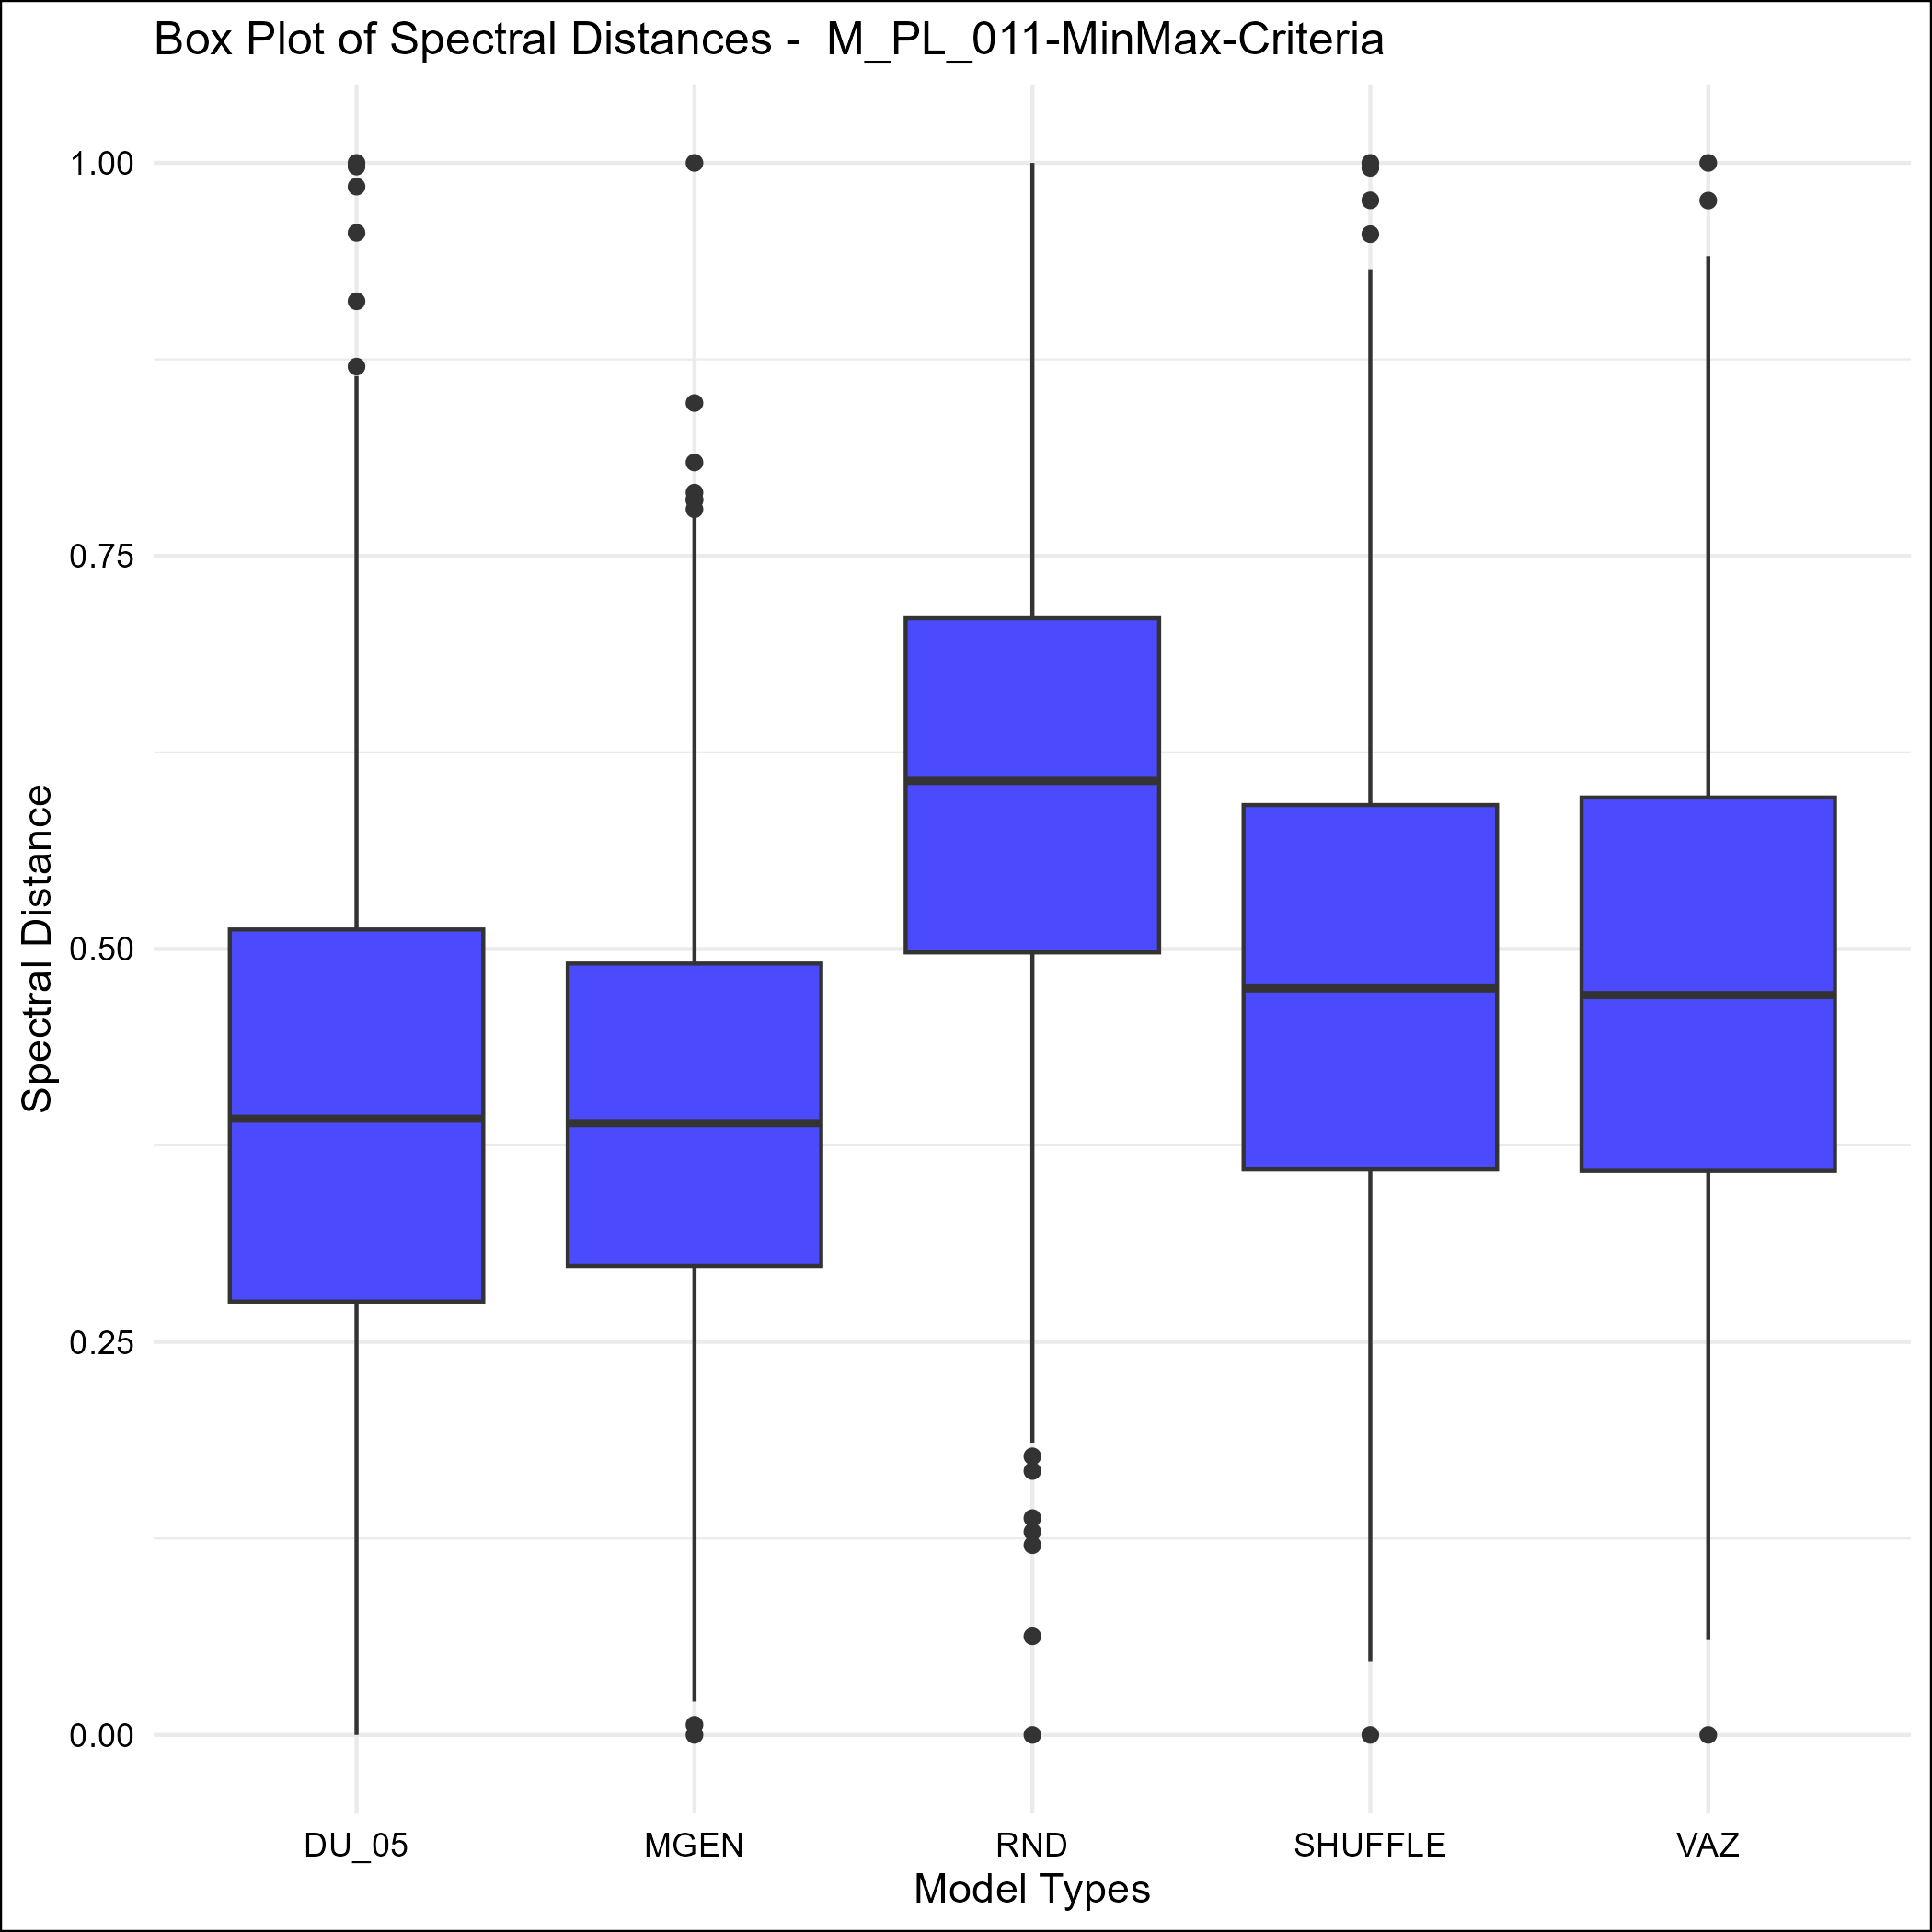 Box Plot of Spectral Distances -  M_PL_011-MinMax-Criteria
Spectral Distance
1.00
0.75
0.50
0.25
0.00
DU_05 MGEN RND SHUFFLE VAZ
Model Types